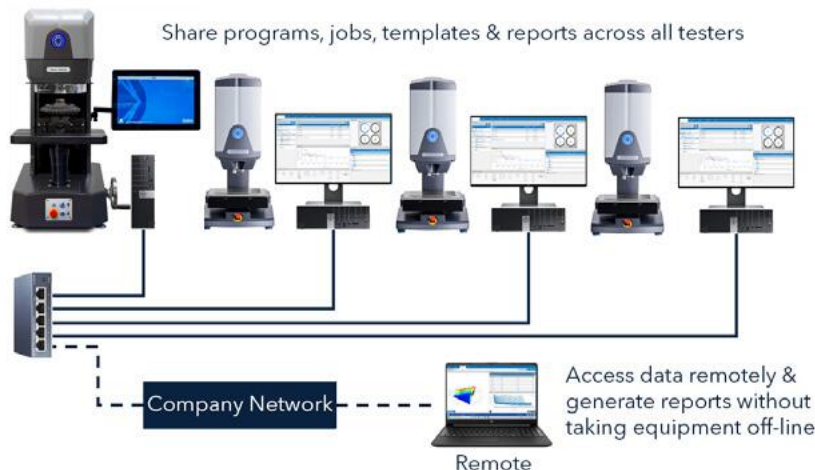 Share programs, jobs, templates & reports across all testers
Company Network
Access data remotely &
generate reports without
taking equipment off-line
Remote